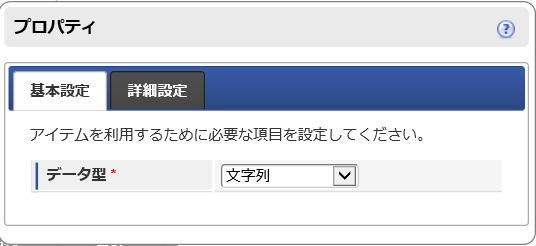 プロパティ
?
基本設定 詳細設定
アイテムを利用するために必要な項目を設定してください。
データ型 * 文字列